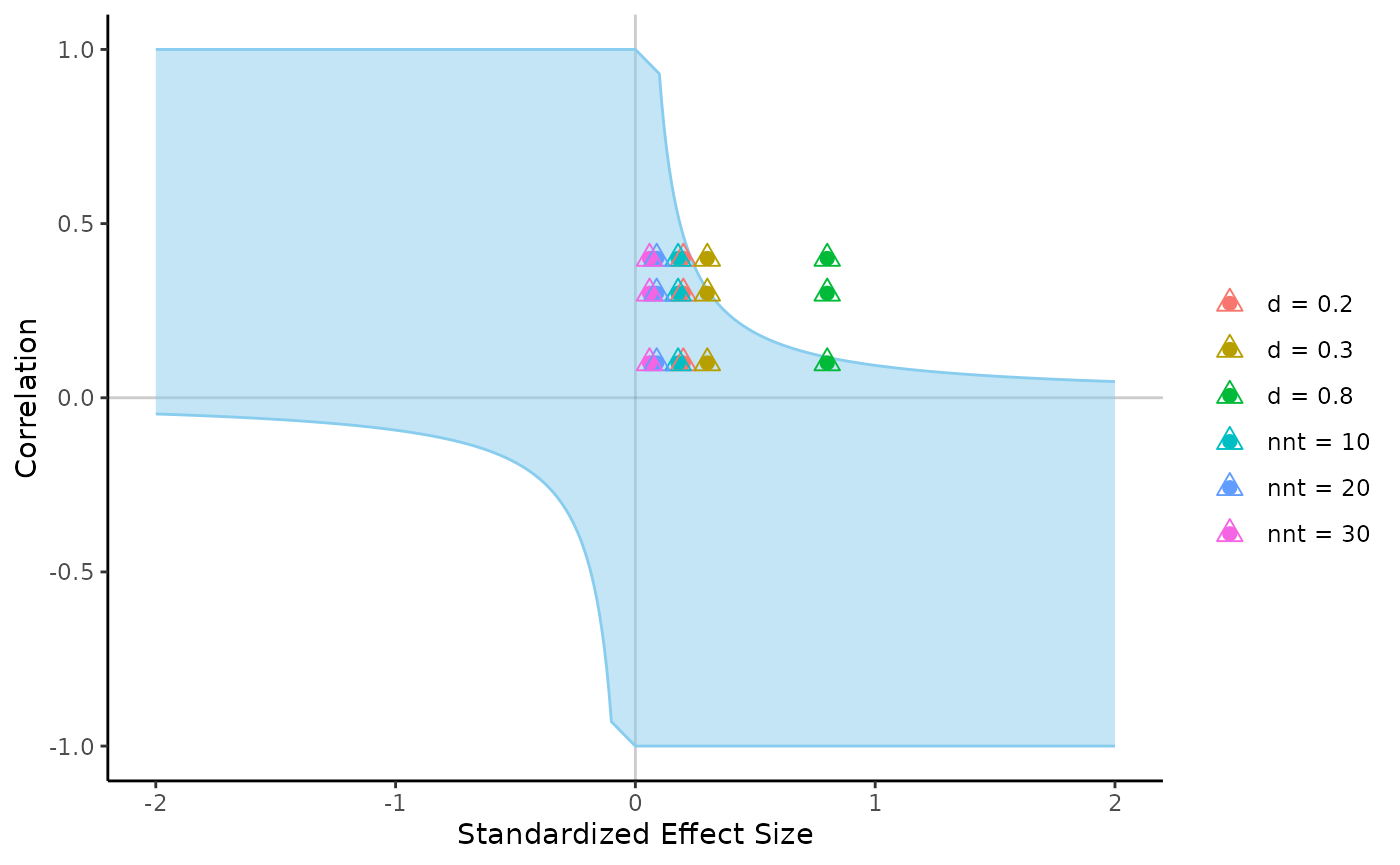 1.0
0.5
0.0
-0.5
-1.0
Correlation
-2
-1
0
1
2
Standardized Effect Size
d = 0.2
d = 0.3
d = 0.8
nnt = 10
nnt = 20
nnt = 30